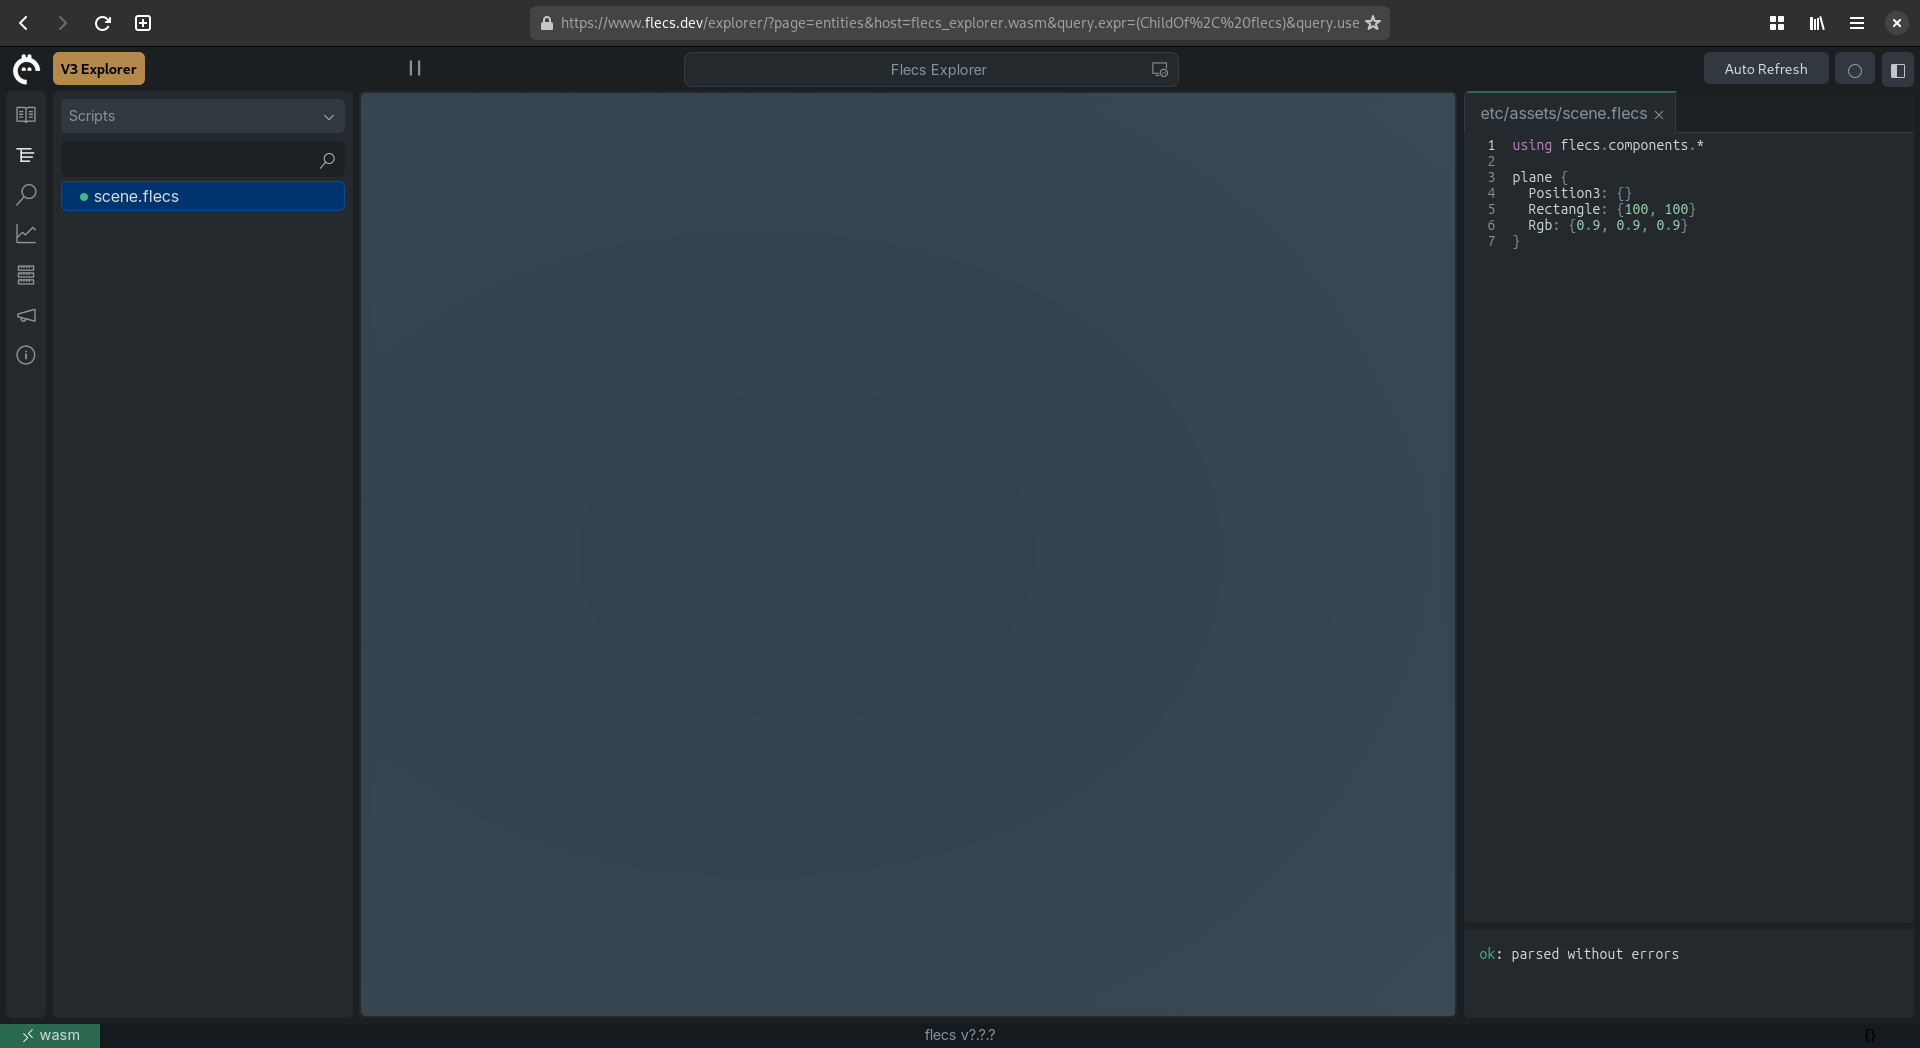 https://www.flecs.dev/explorer/?page=entities&host=flecs_explorer.wasm&query.expr=(ChildOf%2C%20flecs)&query.use
V3 Explorer
Flecs Explorer
Auto Refresh
Scripts
scene.flecs
etc/assets/scene.flecs
1 using flecs.components.*
2
3 plane {
4 Position3: {}
5 Rectangle: {100, 100}
6 Rgb: {0.9, 0.9, 0.9}
7 }
ok: parsed without errors
wasm
flecs v?.?.?
{}